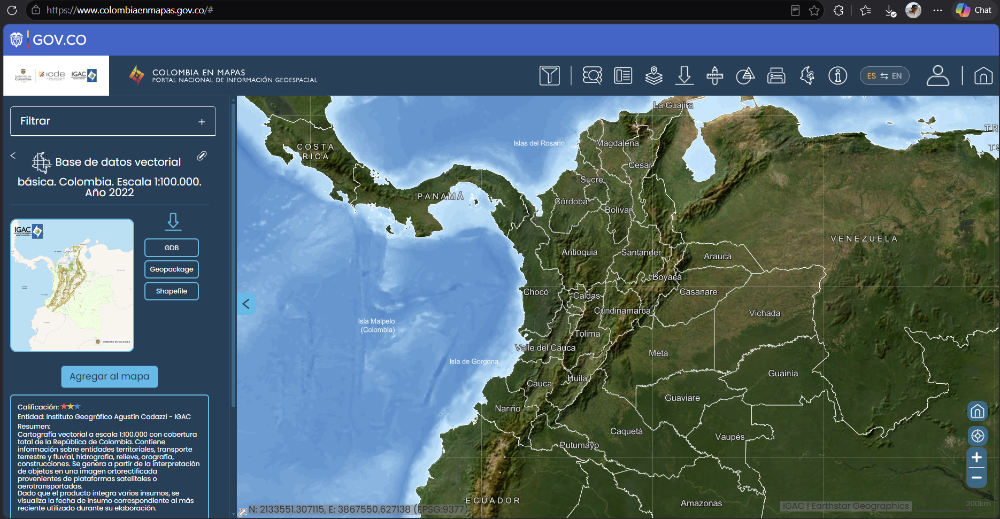 https://www.colombiaenmapas.gov.co/#
Chat
GOV.CO
Gobierno de
Colombia
icde
IGAC
COLOMBIA EN MAPAS
PORTAL NACIONAL DE INFORMACIÓN GEOESPACIAL
ES
EN
Filtrar
+
Base de datos vectorial
básica. Colombia. Escala 1:100.000.
Año 2022
IGAC
GOBIERNO DE COLOMBIA
GDB
Geopackage
Shapefile
Agregar al mapa
Calificación:
Entidad: Instituto Geográfico Agustín Codazzi - IGAC
Resumen:
Cartografía vectorial a escala 1:100.000 con cobertura
total de la República de Colombia. Contiene
información sobre entidades territoriales, transporte
terrestre y fluvial, hidrografía, relieve, orografía,
construcciones. Se genera a partir de la interpretación
de objetos en una imagen ortorectificada
provenientes de plataformas satelitales o
aerotransportadas.
Dado que el producto integra varios insumos, se
visualiza la fecha de insumo correspondiente al más
reciente utilizado durante su elaboración.
La Guajira
TR
Islas del Rosario
Magdalena
COSTA
RICA
TO
Cesar
Sucre
PANAMÁ
Córdoba
Bolívar
VENEZUELA
Antioquia
Santander
Arauca
Boyacá
Chocó
Caldas
Casanare
Cundinamarca
Vichada
Isla Malpelo
(Colombia)
Tolima
Valle del Cauca
Meta
Isla de Gorgona
Guainía
Huila
Cauca
Guaviare
Nariño
Caquetá
Vaupés
Putumayo
ECUADOR
Amazonas
N: 2133551.307115, E: 3867550.627138 (EPSG:9377)
IGAC | Earthstar Geographics
200km